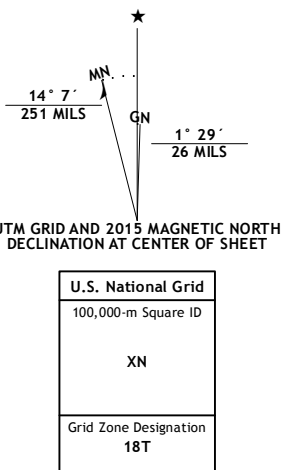 ★
MN
GN
14° 7´
251 MILS
1° 29´
26 MILS
UTM GRID AND 2015 MAGNETIC NORTH
DECLINATION AT CENTER OF SHEET
U.S. National Grid
100,000-m Square ID
XN
Grid Zone Designation
18T